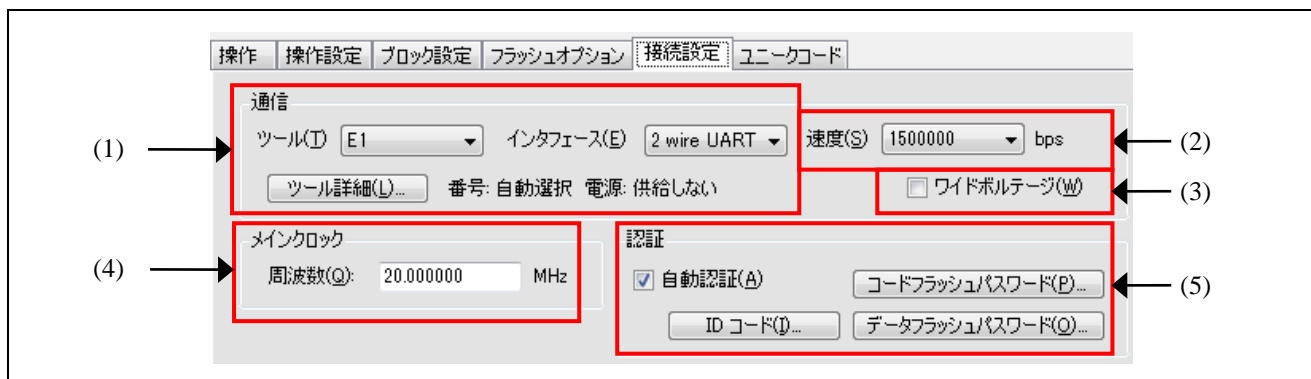 操作 操作設定 ブロック設定 フラッシュオプション 接続設定 ユニークコード
通信
(1) ツール(T) E1 インタフェース(E) 2 wire UART 速度(S) 1500000 bps (2)
ツール詳細(L)... 番号: 自動選択 電源: 供給しない ワイドボルテージ(W) (3)
メインクロック 認証
(4) 周波数(Q): 20.000000 MHz 自動認証(A) コードフラッシュパスワード(P)... (5)
ID コード(I)... データフラッシュパスワード(O)...